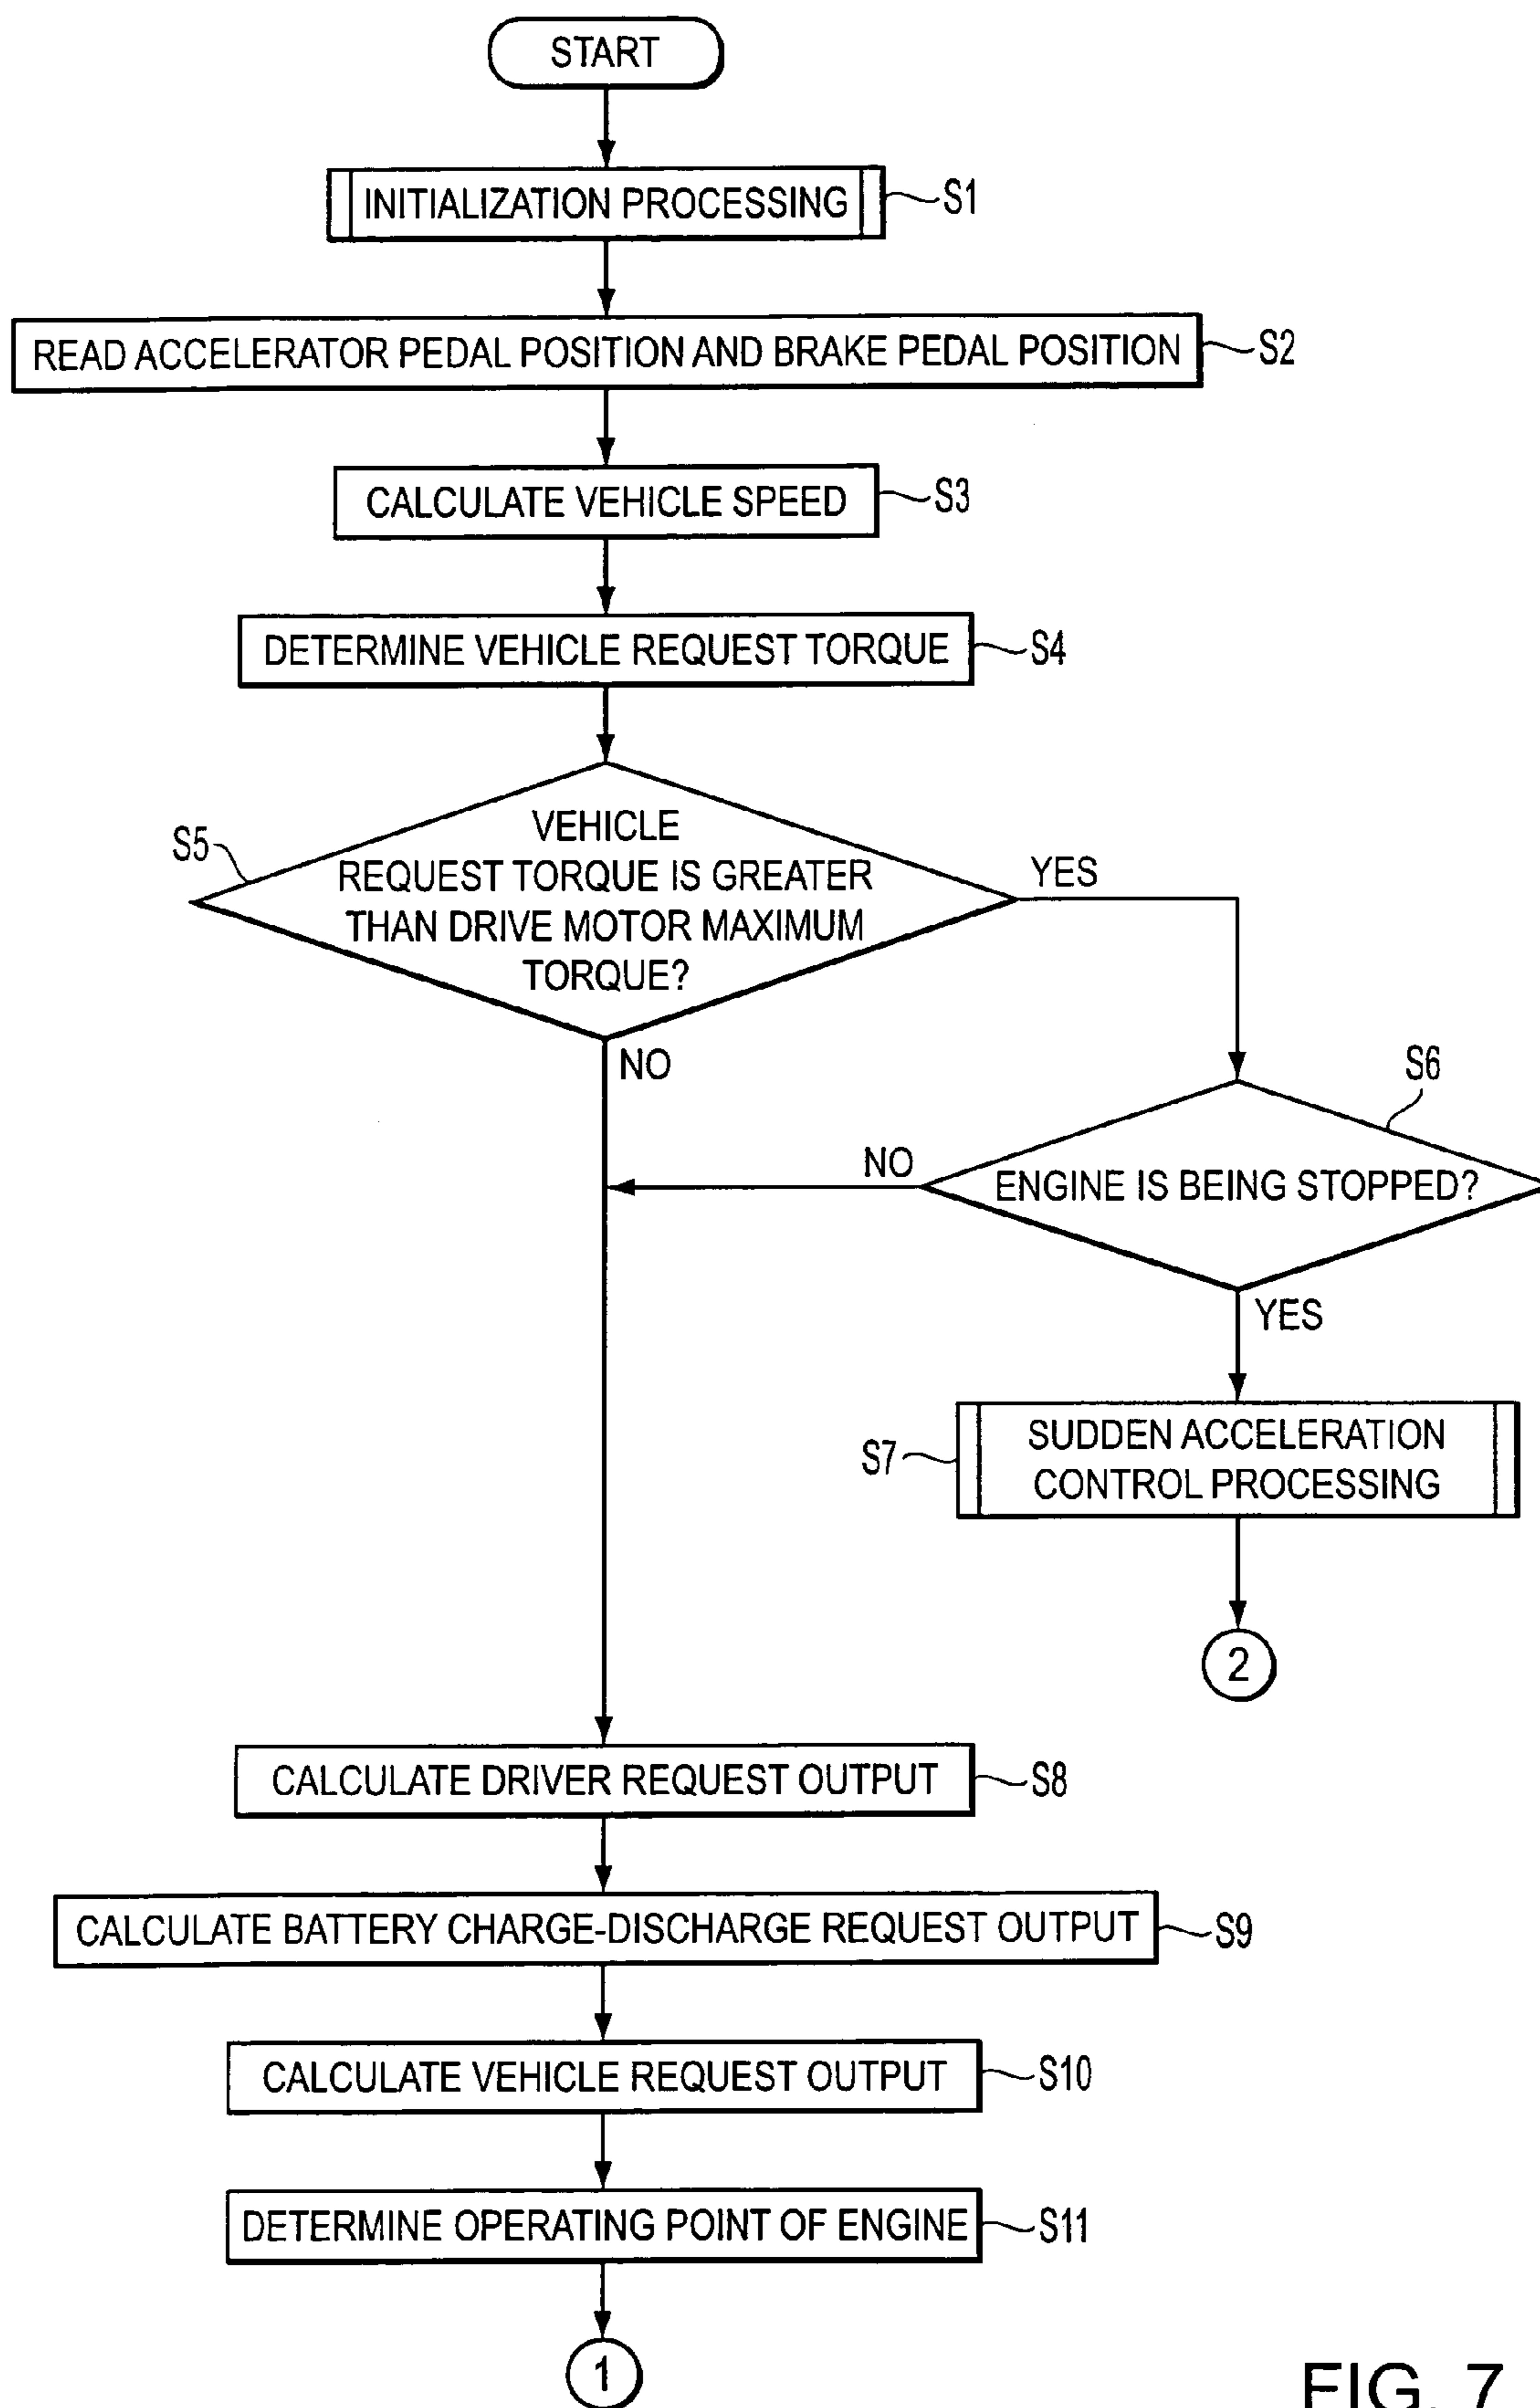 START
INITIALIZATION PROCESSING
S1
READ ACCELERATOR PEDAL POSITION AND BRAKE PEDAL POSITION
S2
CALCULATE VEHICLE SPEED
S3
DETERMINE VEHICLE REQUEST TORQUE
S4
S5
VEHICLE
REQUEST TORQUE IS GREATER
THAN DRIVE MOTOR MAXIMUM
TORQUE?
YES
NO
S6
NO
ENGINE IS BEING STOPPED?
YES
S7
SUDDEN ACCELERATION
CONTROL PROCESSING
2
CALCULATE DRIVER REQUEST OUTPUT
S8
CALCULATE BATTERY CHARGE-DISCHARGE REQUEST OUTPUT
S9
CALCULATE VEHICLE REQUEST OUTPUT
S10
DETERMINE OPERATING POINT OF ENGINE
S11
1
FIG. 7